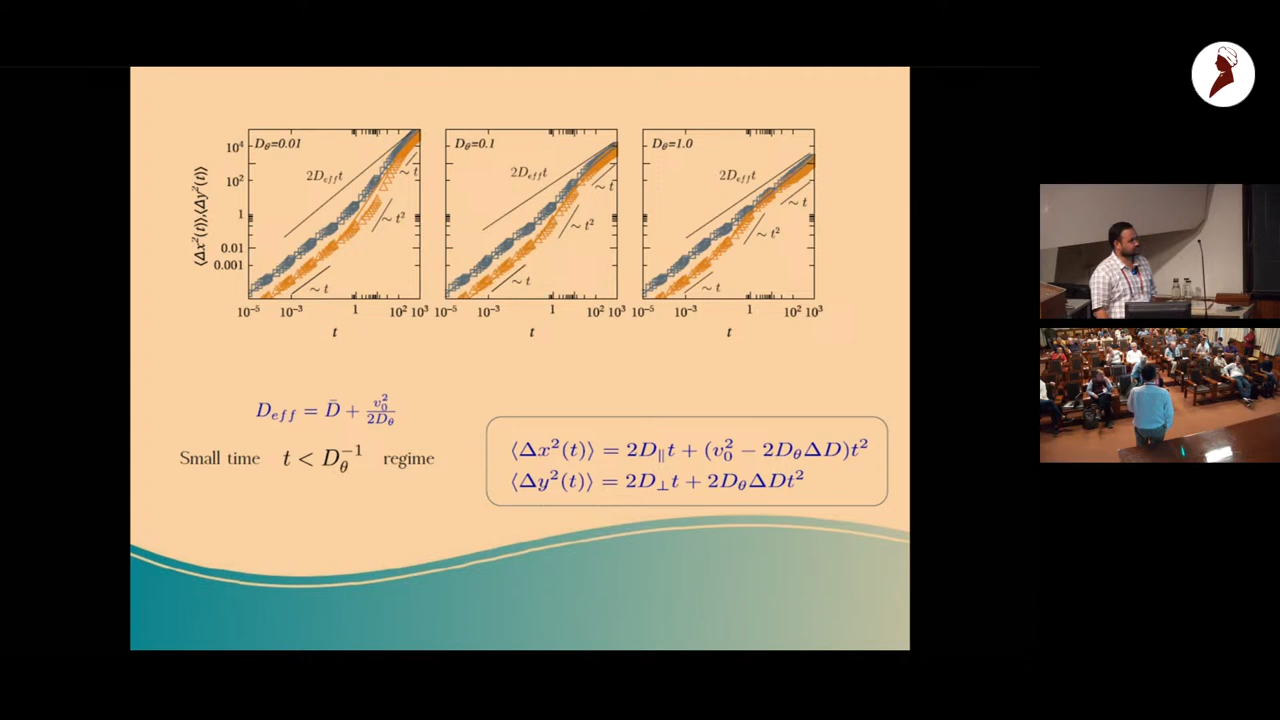 D_θ=0.01
D_θ=0.1
D_θ=1.0
⟨Δx²(t)⟩,⟨Δy²(t)⟩
10⁴
10²
1
0.01
0.001
2D_eff t
~ t
~ t²
~ t
2D_eff t
~ t
~ t²
~ t
2D_eff t
~ t
~ t²
~ t
10⁻⁵ 10⁻³ 1 10² 10³
10⁻⁵ 10⁻³ 1 10² 10³
10⁻⁵ 10⁻³ 1 10² 10³
t
t
t
D_eff = D̄ + v₀²/2D_θ
Small time t < D_θ⁻¹ regime
⟨Δx²(t)⟩ = 2D_∥t + (v₀² − 2D_θΔD)t²
⟨Δy²(t)⟩ = 2D_⊥t + 2D_θΔDt²